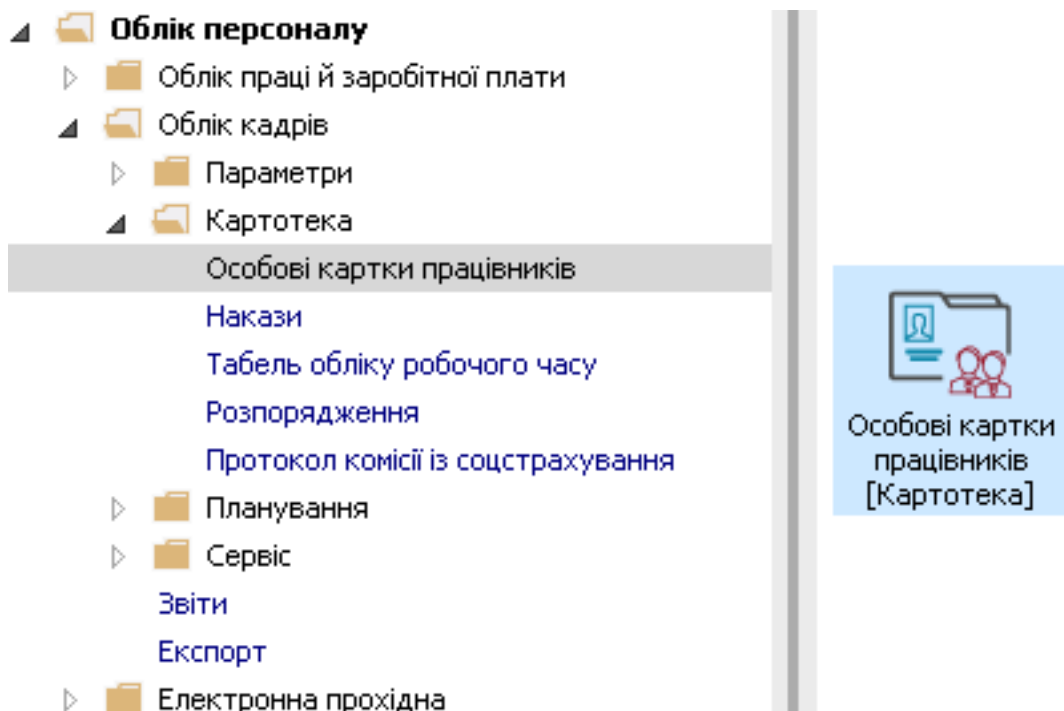 Облік персоналу
Облік праці й заробітної плати
Облік кадрів
Параметри
Картотека
Особові картки працівників
Накази
Табель обліку робочого часу
Розпорядження
Протокол комісії із соцстрахування
Планування
Сервіс
Звіти
Експорт
Електронна прохідна
Особові картки
працівників
[Картотека]